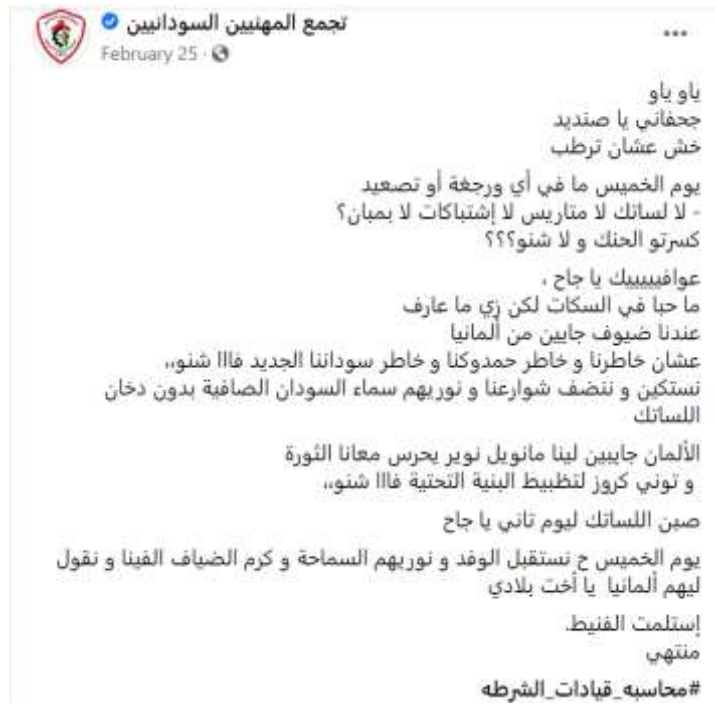 تجمع المهنيين السودانيين
February 25 ·
ياو ياو
جحفاني يا صنديد
خش عشان ترطب
يوم الخميس ما في أي ورجغة أو تصعيد
- لا لساتك لا متاريس لا إشتباكات لا بمبان؟
كسرتو الحنك و لا شنو؟؟؟
عوافيييييك يا جاح ،
ما حبا في السكات لكن زي ما عارف
عندنا ضيوف جايين من ألمانيا
عشان خاطرنا و خاطر حمدوكنا و خاطر سوداننا الجديد فااا شنو،،
نستكين و ننضف شوارعنا و نوريهم سماء السودان الصافية بدون دخان
اللساتك
الألمان جايبين لينا مانويل نوير يحرس معانا الثورة
و توني كروز لتظبيط البنية التحتية فااا شنو،،
صبن اللساتك ليوم تاني يا جاح
يوم الخميس ح نستقبل الوفد و نوريهم السماحة و كرم الضياف الفينا و نقول
ليهم ألمانيا يا أخت بلادي
إستلمت الفنيط.
منتهي
#محاسبه_قيادات_الشرطه